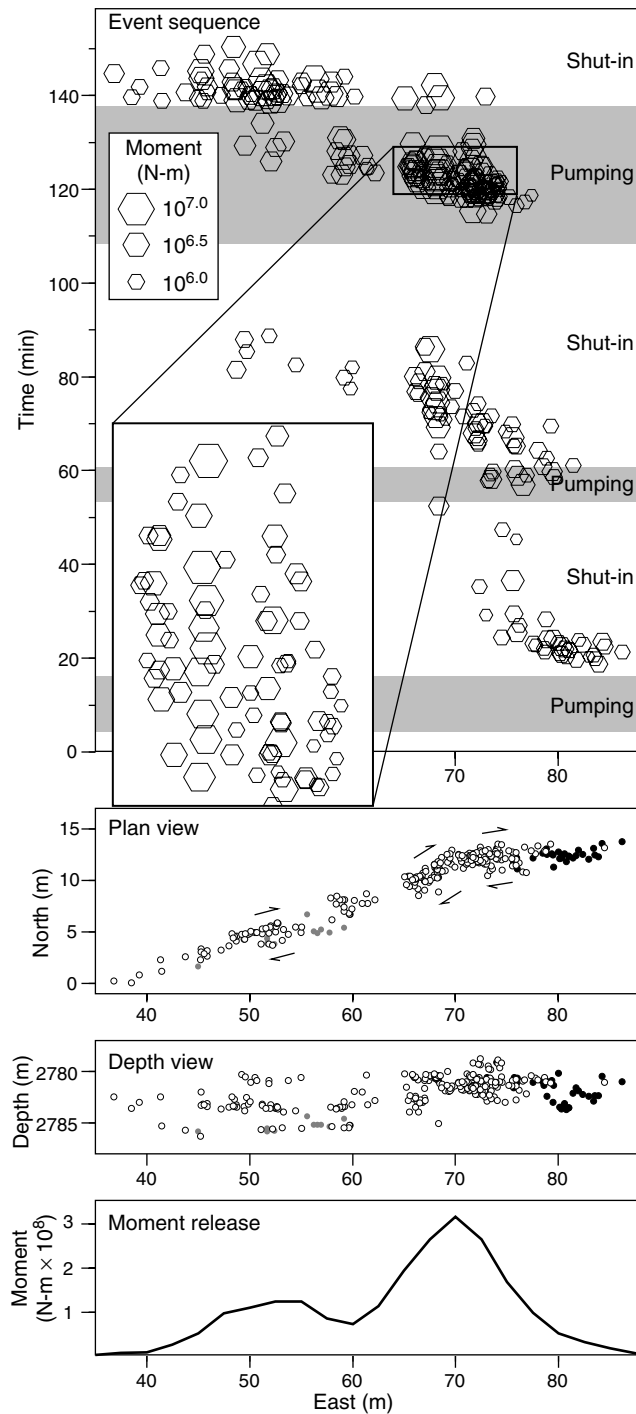 Event sequence
Shut-in
Moment
(N-m)
10^7.0
10^6.5
10^6.0
Pumping
Shut-in
Pumping
Shut-in
Pumping
Time (min)
140
120
100
80
60
40
20
0
70
80
Plan view
North (m)
15
10
5
0
40
50
60
70
80
Depth view
Depth (m)
2780
2785
40
50
60
70
80
Moment release
Moment
(N-m × 10^8)
3
2
1
40
50
60
70
80
East (m)